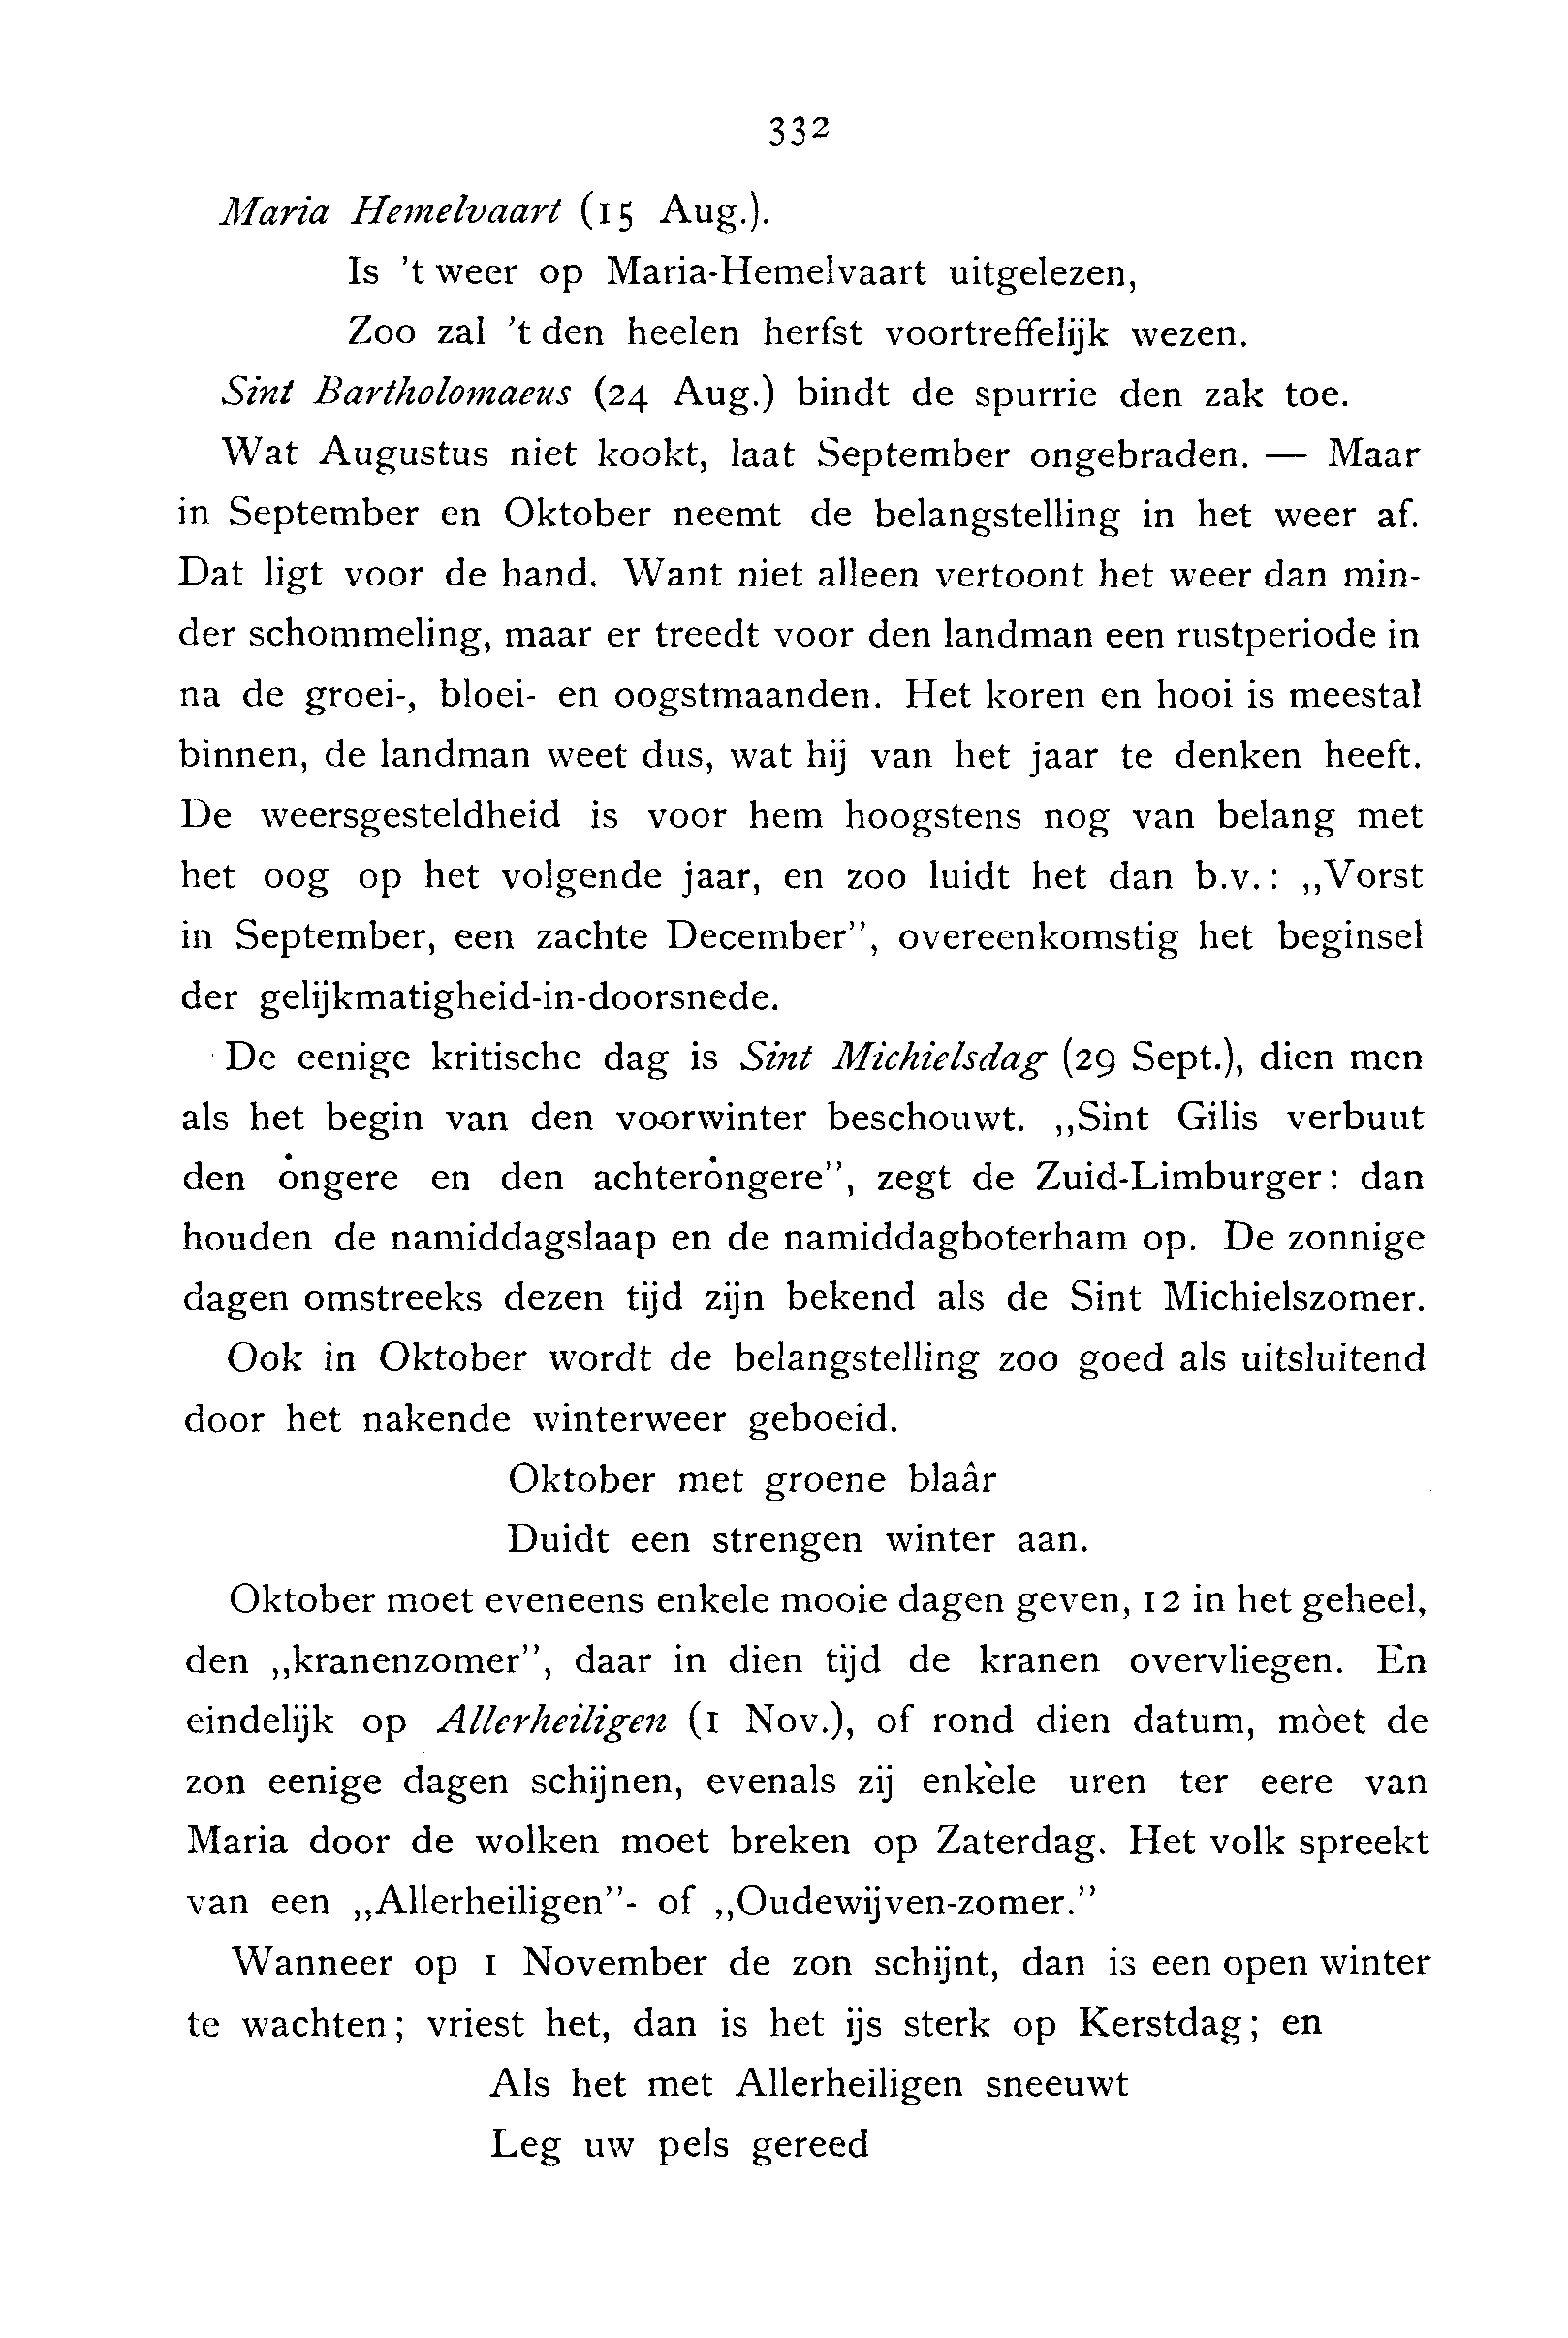 332
Maria Hemelvaart (15 Aug.).
Is 't weer op Maria-Hemelvaart uitgelezen,
Zoo zal 't den heelen herfst voortreffelijk wezen.
Sint Bartholomaeus (24 Aug.) bindt de spurrie den zak toe.
Wat Augustus niet kookt, laat September ongebraden. — Maar
in September en Oktober neemt de belangstelling in het weer af.
Dat ligt voor de hand. Want niet alleen vertoont het weer dan min-
der schommeling, maar er treedt voor den landman een rustperiode in
na de groei-, bloei- en oogstmaanden. Het koren en hooi is meestal
binnen, de landman weet dus, wat hij van het jaar te denken heeft.
De weersgesteldheid is voor hem hoogstens nog van belang met
het oog op het volgende jaar, en zoo luidt het dan b.v.: „Vorst
in September, een zachte December”, overeenkomstig het beginsel
der gelijkmatigheid-in-doorsnede.
De eenige kritische dag is Sint Michielsdag (29 Sept.), dien men
als het begin van den voorwinter beschouwt. „Sint Gilis verbuut
den ȯngere en den achterȯngere”, zegt de Zuid-Limburger: dan
houden de namiddagslaap en de namiddagboterham op. De zonnige
dagen omstreeks dezen tijd zijn bekend als de Sint Michielszomer.
Ook in Oktober wordt de belangstelling zoo goed als uitsluitend
door het nakende winterweer geboeid.
Oktober met groene blaâr
Duidt een strengen winter aan.
Oktober moet eveneens enkele mooie dagen geven, 12 in het geheel,
den „kranenzomer”, daar in dien tijd de kranen overvliegen. En
eindelijk op Allerheiligen (1 Nov.), of rond dien datum, mòet de
zon eenige dagen schijnen, evenals zij enkèle uren ter eere van
Maria door de wolken moet breken op Zaterdag. Het volk spreekt
van een „Allerheiligen”- of „Oudewijven-zomer.”
Wanneer op 1 November de zon schijnt, dan is een open winter
te wachten; vriest het, dan is het ijs sterk op Kerstdag; en
Als het met Allerheiligen sneeuwt
Leg uw pels gereed